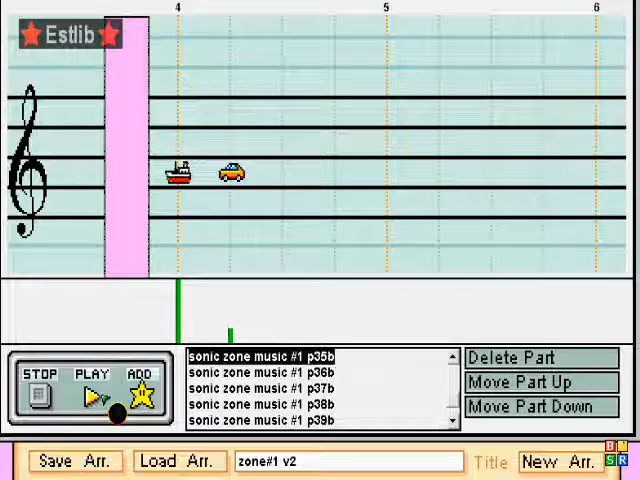 4 5 6
Estlib
STOP PLAY ADD
sonic zone music #1 p35b
sonic zone music #1 p36b
sonic zone music #1 p37b
sonic zone music #1 p38b
sonic zone music #1 p39b
Delete Part
Move Part Up
Move Part Down
Save Arr. Load Arr. zone#1 v2 Title New Arr.
B Y
S R